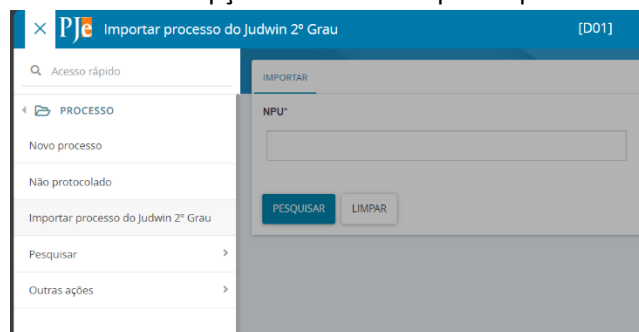 PJe Importar processo do Judwin 2º Grau [D01]
Acesso rápido
PROCESSO
Novo processo
Não protocolado
Importar processo do Judwin 2º Grau
Pesquisar
Outras ações
IMPORTAR
NPU*
PESQUISAR LIMPAR